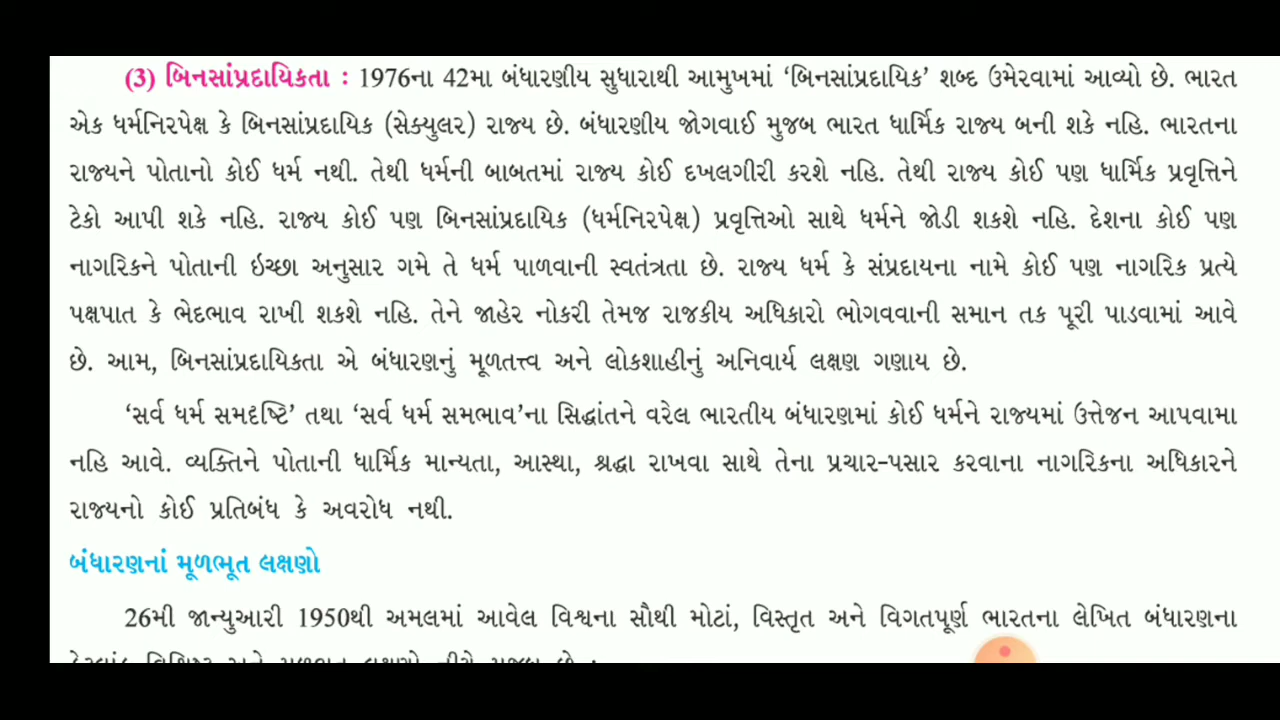 (3) બિનસાંપ્રદાયિકતા : 1976ના 42મા બંધારણીય સુધારાથી આમુખમાં ‘બિનસાંપ્રદાયિક’ શબ્દ ઉમેરવામાં આવ્યો છે. ભારત
એક ધર્મનિરપેક્ષ કે બિનસાંપ્રદાયિક (સેક્યુલર) રાજ્ય છે. બંધારણીય જોગવાઈ મુજબ ભારત ધાર્મિક રાજ્ય બની શકે નહિ. ભારતના
રાજ્યને પોતાનો કોઈ ધર્મ નથી. તેથી ધર્મની બાબતમાં રાજ્ય કોઈ દખલગીરી કરશે નહિ. તેથી રાજ્ય કોઈ પણ ધાર્મિક પ્રવૃત્તિને
ટેકો આપી શકે નહિ. રાજ્ય કોઈ પણ બિનસાંપ્રદાયિક (ધર્મનિરપેક્ષ) પ્રવૃત્તિઓ સાથે ધર્મને જોડી શકશે નહિ. દેશના કોઈ પણ
નાગરિકને પોતાની ઇચ્છા અનુસાર ગમે તે ધર્મ પાળવાની સ્વતંત્રતા છે. રાજ્ય ધર્મ કે સંપ્રદાયના નામે કોઈ પણ નાગરિક પ્રત્યે
પક્ષપાત કે ભેદભાવ રાખી શકશે નહિ. તેને જાહેર નોકરી તેમજ રાજકીય અધિકારો ભોગવવાની સમાન તક પૂરી પાડવામાં આવે
છે. આમ, બિનસાંપ્રદાયિકતા એ બંધારણનું મૂળતત્ત્વ અને લોકશાહીનું અનિવાર્ય લક્ષણ ગણાય છે.
‘સર્વ ધર્મ સમદૃષ્ટિ’ તથા ‘સર્વ ધર્મ સમભાવ’ના સિદ્ધાંતને વરેલ ભારતીય બંધારણમાં કોઈ ધર્મને રાજ્યમાં ઉત્તેજન આપવામા
નહિ આવે. વ્યક્તિને પોતાની ધાર્મિક માન્યતા, આસ્થા, શ્રદ્ધા રાખવા સાથે તેના પ્રચાર-પસાર કરવાના નાગરિકના અધિકારને
રાજ્યનો કોઈ પ્રતિબંધ કે અવરોધ નથી.
બંધારણનાં મૂળભૂત લક્ષણો
26મી જાન્યુઆરી 1950થી અમલમાં આવેલ વિશ્વના સૌથી મોટાં, વિસ્તૃત અને વિગતપૂર્ણ ભારતના લેખિત બંધારણના